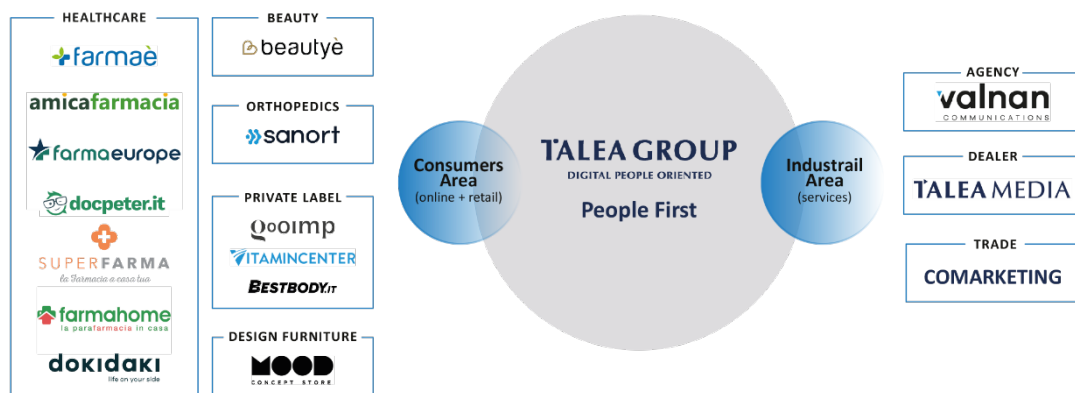 HEALTHCARE
farmaè
amicafarmacia
farmaeurope
docpeter.it
SUPERFARMA
la Farmacia a casa tua
farmahome
la parafarmacia in casa
dokidaki
life on your side
BEAUTY
beautyè
ORTHOPEDICS
sanort
PRIVATE LABEL
gooimp
VITAMINCENTER
BESTBODY.IT
DESIGN FURNITURE
MOOD
CONCEPT STORE
Consumers
Area
(online + retail)
TALEA GROUP
DIGITAL PEOPLE ORIENTED
People First
Industrail
Area
(services)
AGENCY
valnan
COMMUNICATIONS
DEALER
TALEA MEDIA
TRADE
COMARKETING